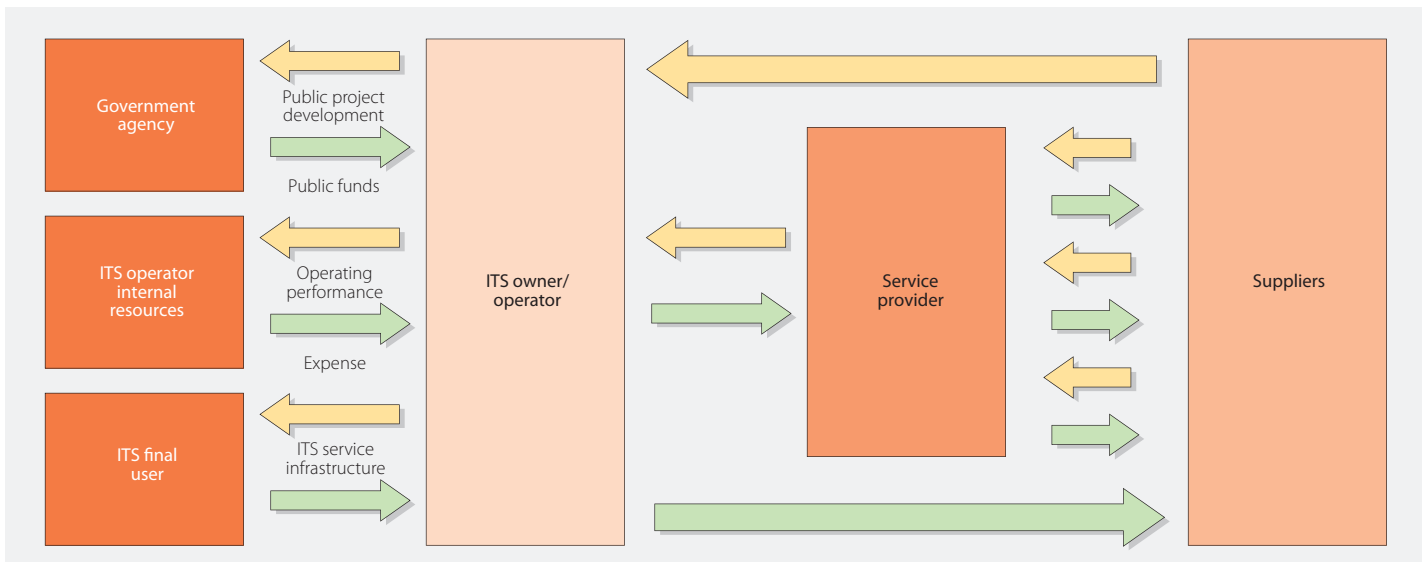 Government
agency
Public project
development
Public funds
ITS operator
internal
resources
Operating
performance
Expense
ITS final
user
ITS service
infrastructure
ITS owner/
operator
Service
provider
Suppliers